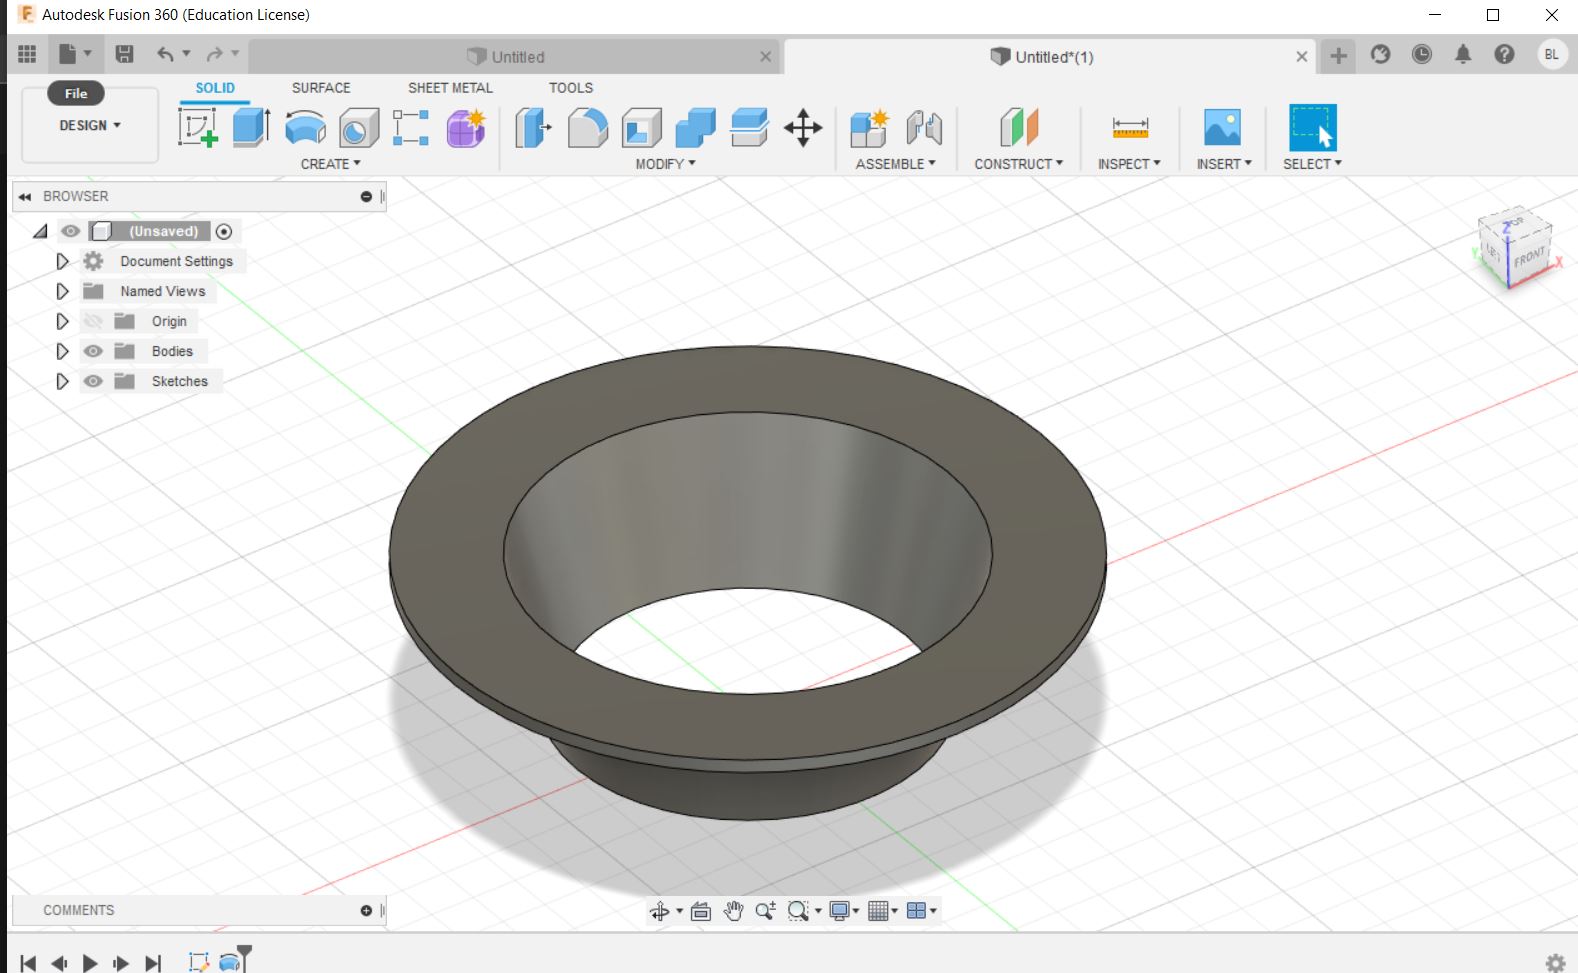 Autodesk Fusion 360 (Education License)
Untitled
Untitled*(1)
BL
File
SOLID
SURFACE
SHEET METAL
TOOLS
DESIGN
CREATE
MODIFY
ASSEMBLE
CONSTRUCT
INSPECT
INSERT
SELECT
BROWSER
(Unsaved)
Document Settings
Named Views
Origin
Bodies
Sketches
TOP
Z
Y
FRONT
X
COMMENTS